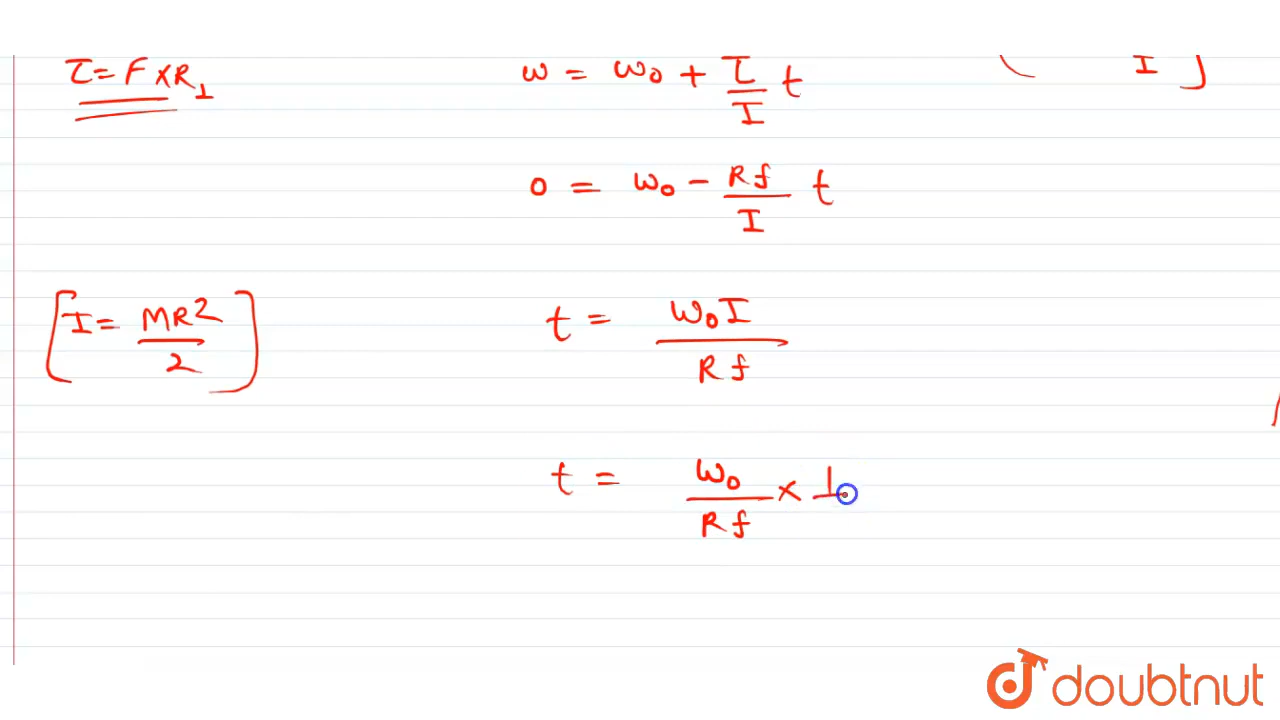 τ = F × R⊥
ω = ω₀ + τ/I t
I
0 = ω₀ − Rf/I t
[I = MR²/2]
t = ω₀I/Rf
t = ω₀/Rf × 1
doubtnut